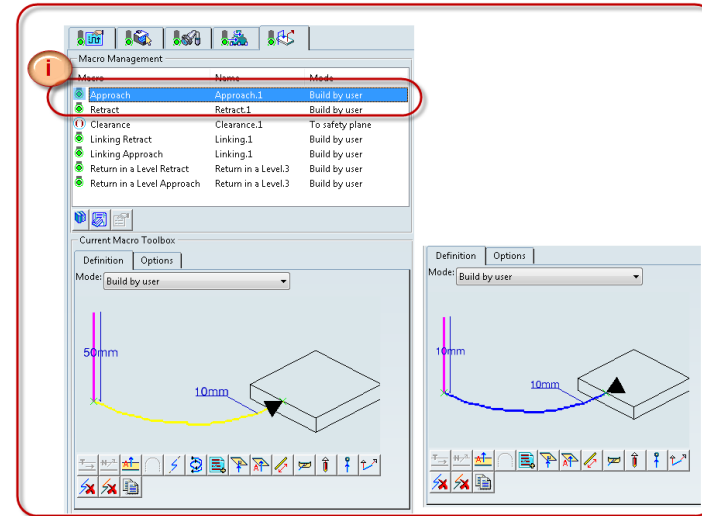 Macro Management
i
Macro Name Mode
Approach Approach.1 Build by user
Retract Retract.1 Build by user
Clearance Clearance.1 To safety plane
Linking Retract Linking.1 Build by user
Linking Approach Linking.1 Build by user
Return in a Level Retract Return in a Level.3 Build by user
Return in a Level Approach Return in a Level.3 Build by user
Current Macro Toolbox
Definition Options
Mode: Build by user
50mm
10mm
Definition Options
Mode: Build by user
10mm
10mm